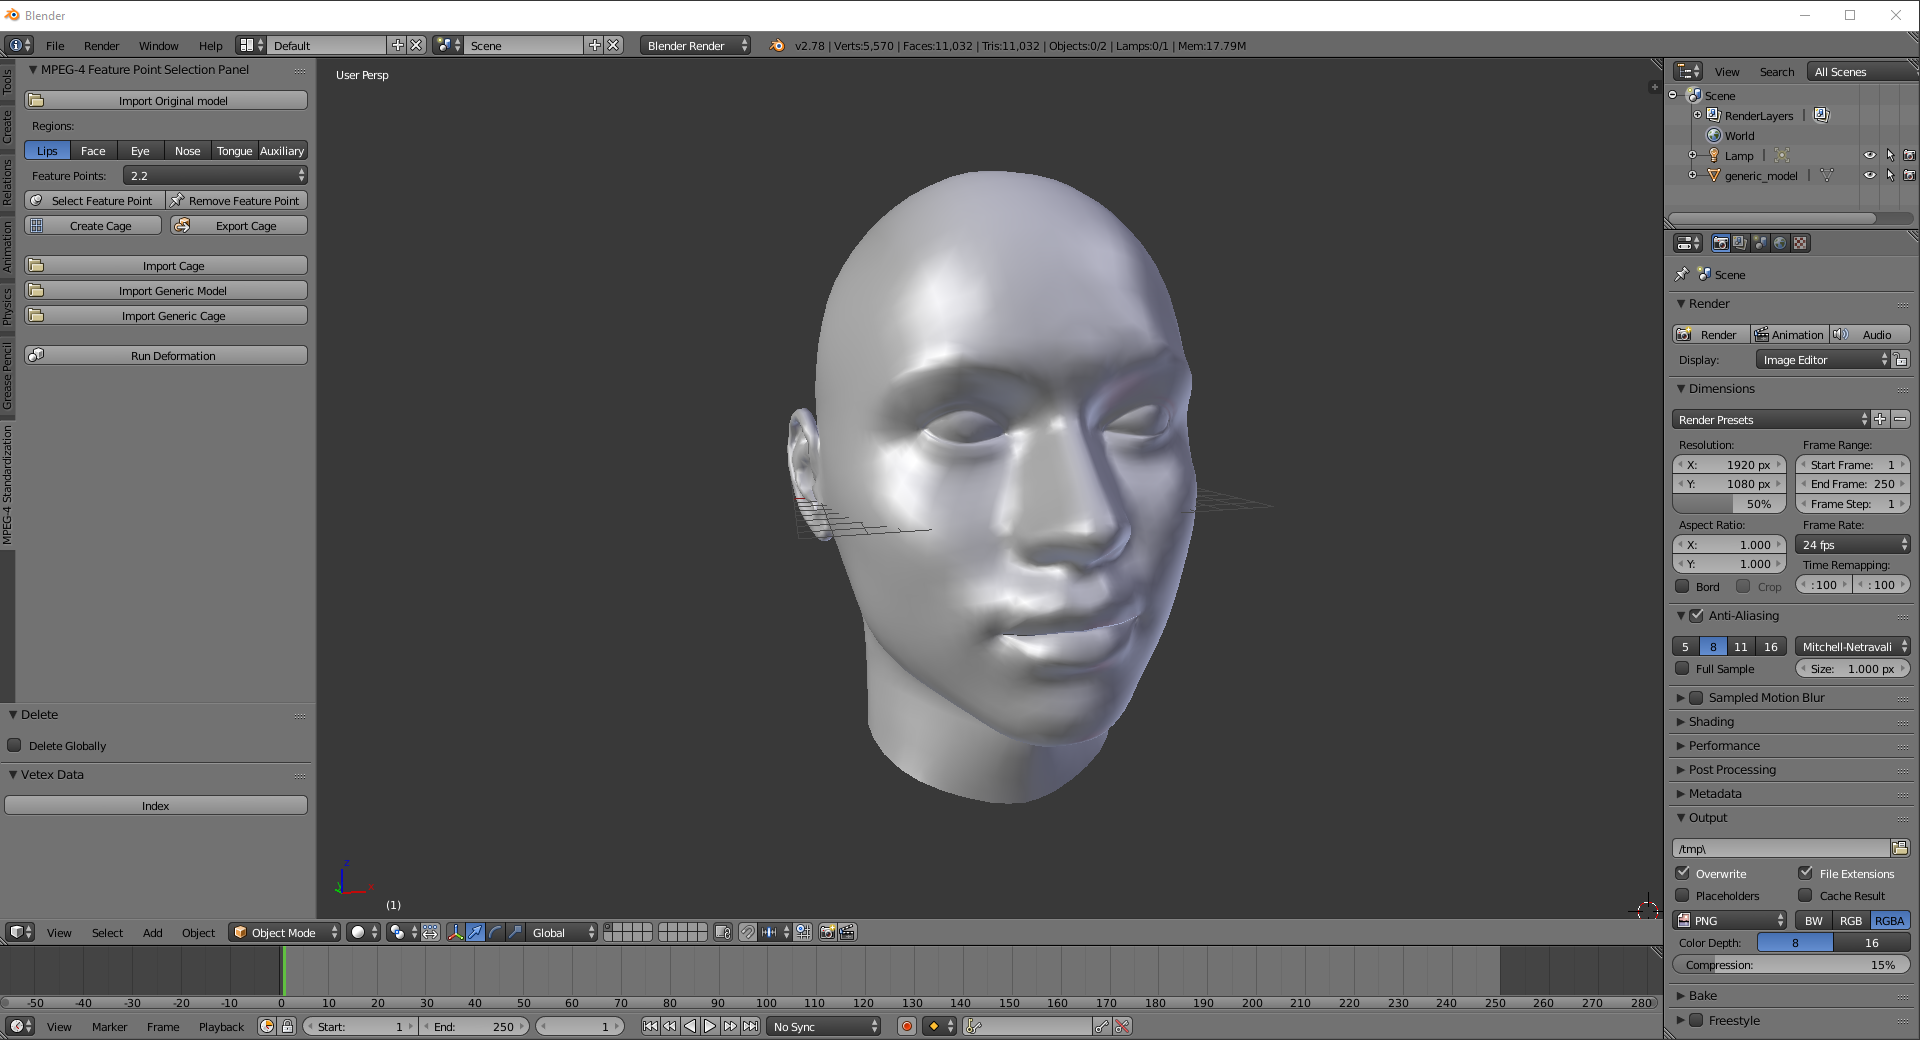 Blender
File Render Window Help Default Scene Blender Render v2.78 | Verts:5,570 | Faces:11,032 | Tris:11,032 | Objects:0/2 | Lamps:0/1 | Mem:17.79M
Tools
Create
Relations
Animation
Physics
Grease Pencil
MPEG-4 Standardization
MPEG-4 Feature Point Selection Panel
Import Original model
Regions:
Lips Face Eye Nose Tongue Auxiliary
Feature Points: 2.2
Select Feature Point Remove Feature Point
Create Cage Export Cage
Import Cage
Import Generic Model
Import Generic Cage
Run Deformation
Delete
Delete Globally
Vetex Data
Index
User Persp
z
x
y
(1)
View Select Add Object Object Mode Global
-50 -40 -30 -20 -10 0 10 20 30 40 50 60 70 80 90 100 110 120 130 140 150 160 170 180 190 200 210 220 230 240 250 260 270 280
View Marker Frame Playback Start: 1 End: 250 1 No Sync
View Search All Scenes
Scene
RenderLayers |
World
Lamp |
generic_model |
Scene
Render
Render Animation Audio
Display: Image Editor
Dimensions
Render Presets
Resolution: Frame Range:
X: 1920 px Start Frame: 1
Y: 1080 px End Frame: 250
50% Frame Step: 1
Aspect Ratio: Frame Rate:
X: 1.000 24 fps
Y: 1.000 Time Remapping:
Bord Crop :100 :100
Anti-Aliasing
5 8 11 16 Mitchell-Netravali
Full Sample Size: 1.000 px
Sampled Motion Blur
Shading
Performance
Post Processing
Metadata
Output
/tmp\
Overwrite File Extensions
Placeholders Cache Result
PNG BW RGB RGBA
Color Depth: 8 16
Compression: 15%
Bake
Freestyle